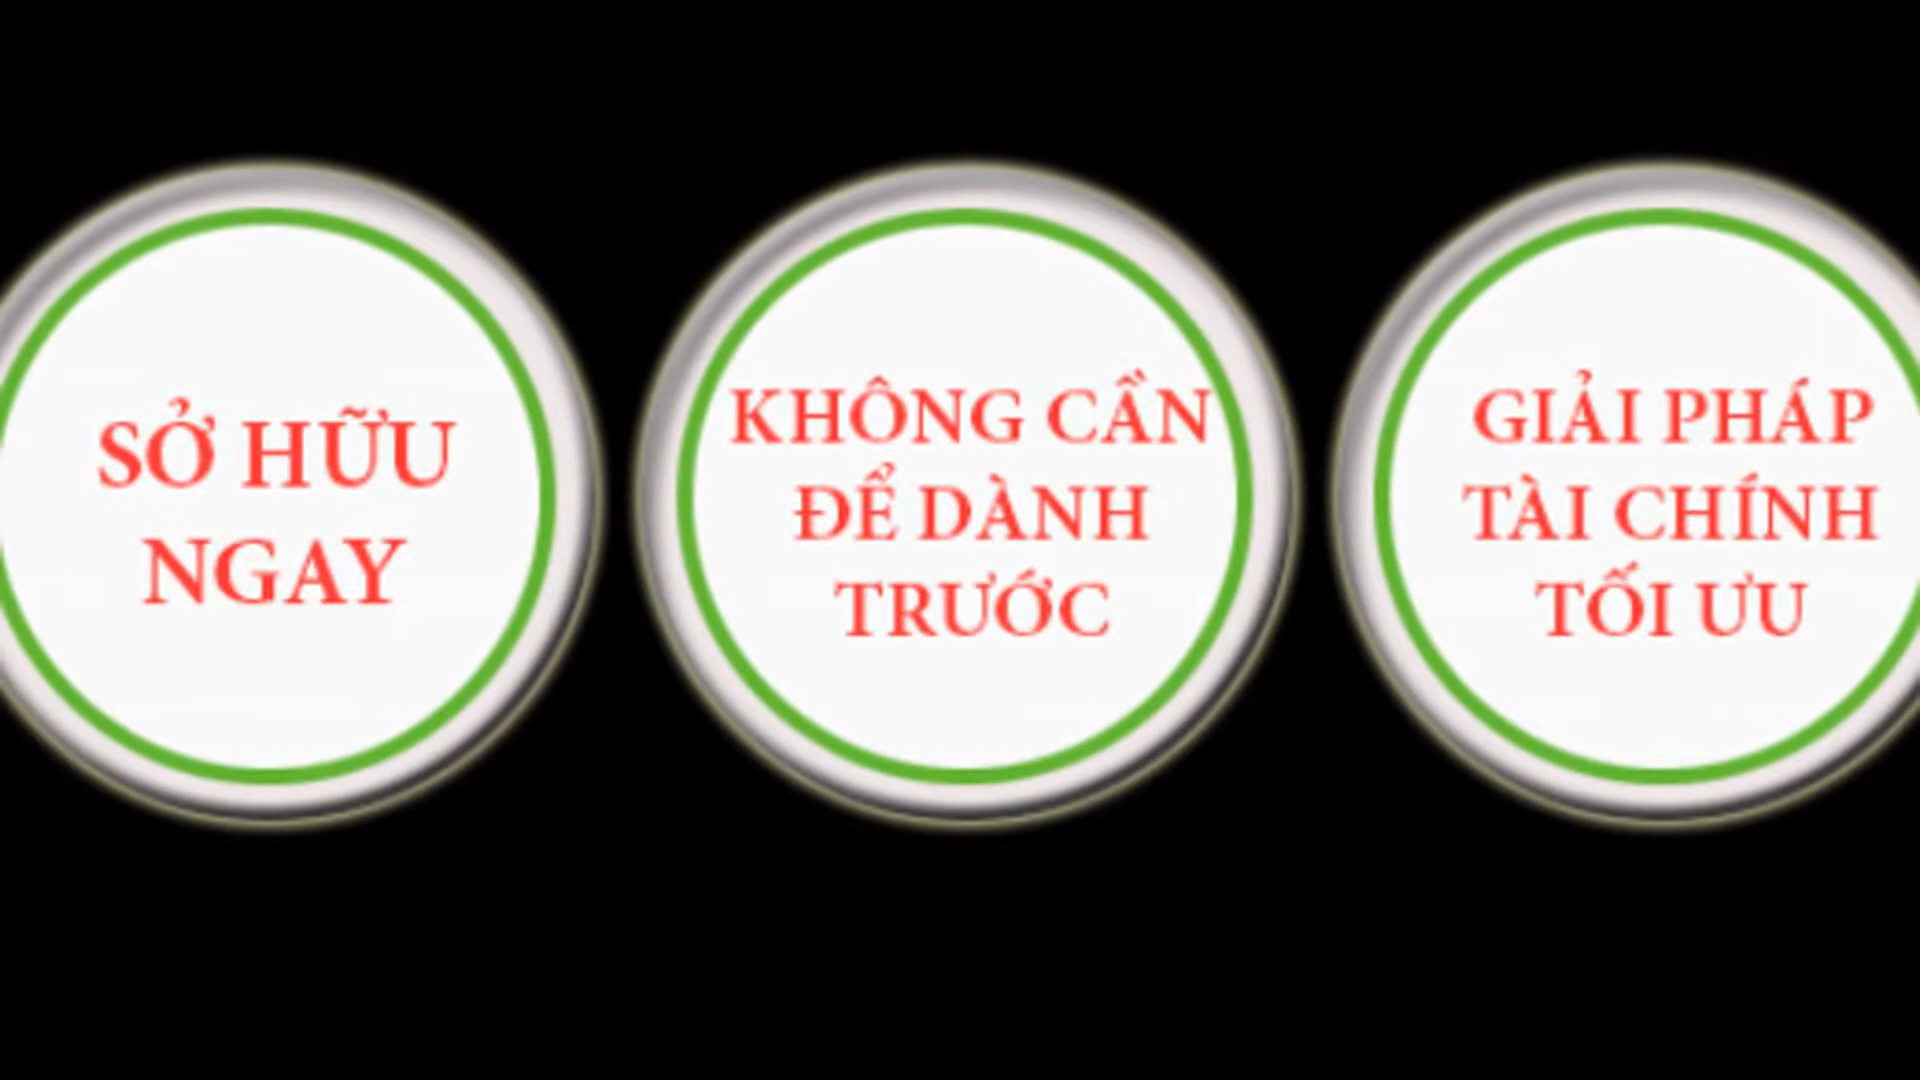 SỞ HỮU
NGAY
KHÔNG CẦN
ĐỂ DÀNH
TRƯỚC
GIẢI PHÁP
TÀI CHÍNH
TỐI ƯU